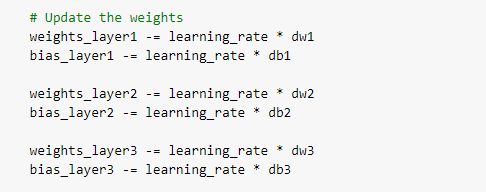 # Update the weights
weights_layer1 -= learning_rate * dw1
bias_layer1 -= learning_rate * db1
weights_layer2 -= learning_rate * dw2
bias_layer2 -= learning_rate * db2
weights_layer3 -= learning_rate * dw3
bias_layer3 -= learning_rate * db3